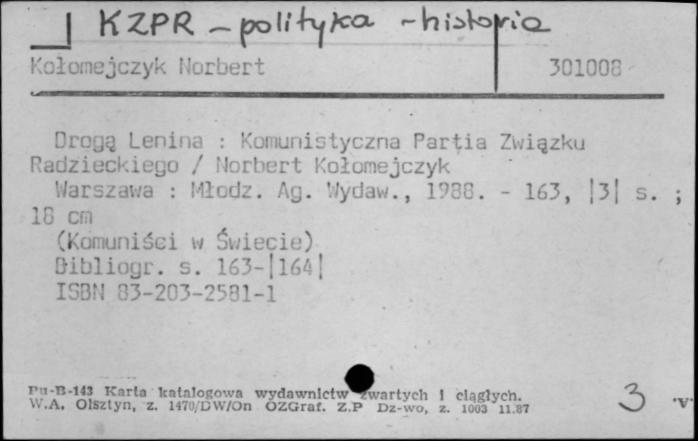 KZPR - polityka - historia
Kołomejczyk Norbert 301008
Drogą Lenina : Komunistyczna Partia Związku
Radzieckiego / Norbert Kołomejczyk
Warszawa : Młodz. Ag. Wydaw., 1988. - 163, |3| s. ;
18 cm
(Komuniści w Świecie)
Bibliogr. s. 163-|164|
ISBN 83-203-2581-1
Pu-B-143 Karta katalogowa wydawnictw zwartych i ciągłych.
W.A. Olsztyn, z. 1470/DW/On OZGraf. Z.P Dz-wo, z. 1003 11.87
3 "V"